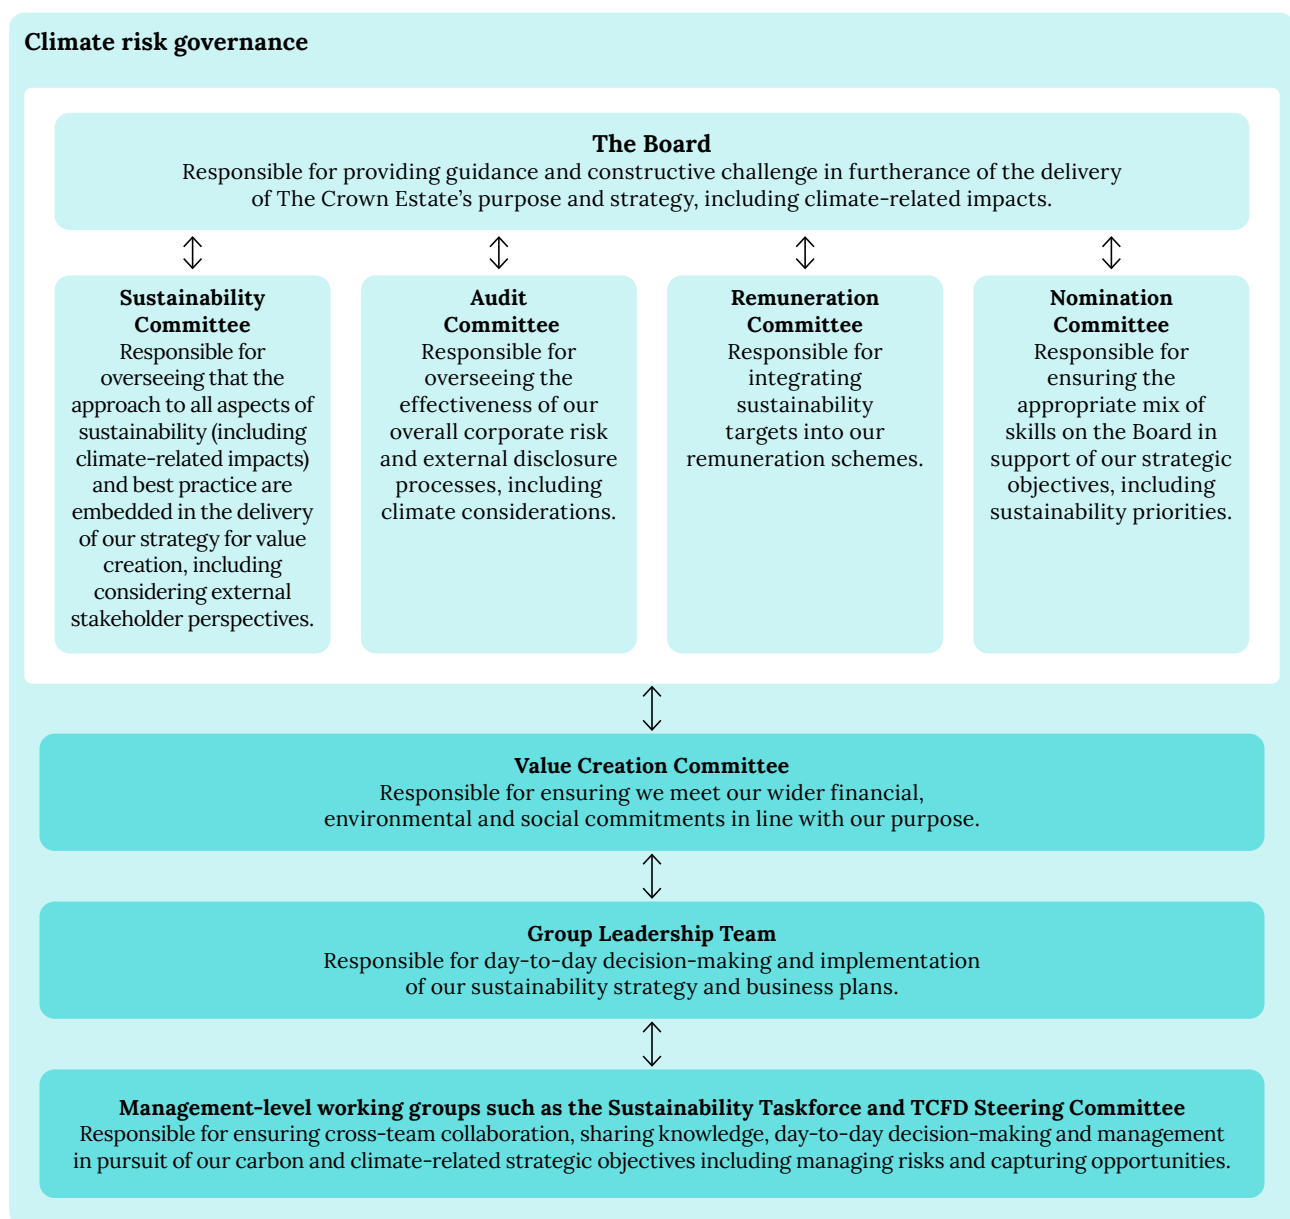 Climate risk governance
The Board
Responsible for providing guidance and constructive challenge in furtherance of the delivery
of The Crown Estate’s purpose and strategy, including climate-related impacts.
Sustainability
Committee
Responsible for
overseeing that the
approach to all aspects of
sustainability (including
climate-related impacts)
and best practice are
embedded in the delivery
of our strategy for value
creation, including
considering external
stakeholder perspectives.
Audit
Committee
Responsible for
overseeing the
effectiveness of our
overall corporate risk
and external disclosure
processes, including
climate considerations.
Remuneration
Committee
Responsible for
integrating
sustainability
targets into our
remuneration schemes.
Nomination
Committee
Responsible for
ensuring the
appropriate mix of
skills on the Board in
support of our strategic
objectives, including
sustainability priorities.
Value Creation Committee
Responsible for ensuring we meet our wider financial,
environmental and social commitments in line with our purpose.
Group Leadership Team
Responsible for day-to-day decision-making and implementation
of our sustainability strategy and business plans.
Management-level working groups such as the Sustainability Taskforce and TCFD Steering Committee
Responsible for ensuring cross-team collaboration, sharing knowledge, day-to-day decision-making and management
in pursuit of our carbon and climate-related strategic objectives including managing risks and capturing opportunities.